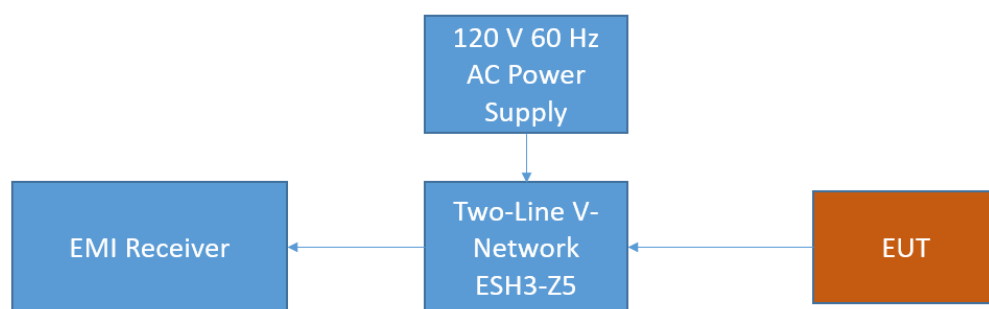 120 V 60 Hz
AC Power
Supply
EMI Receiver
Two-Line V-
Network
ESH3-Z5
EUT